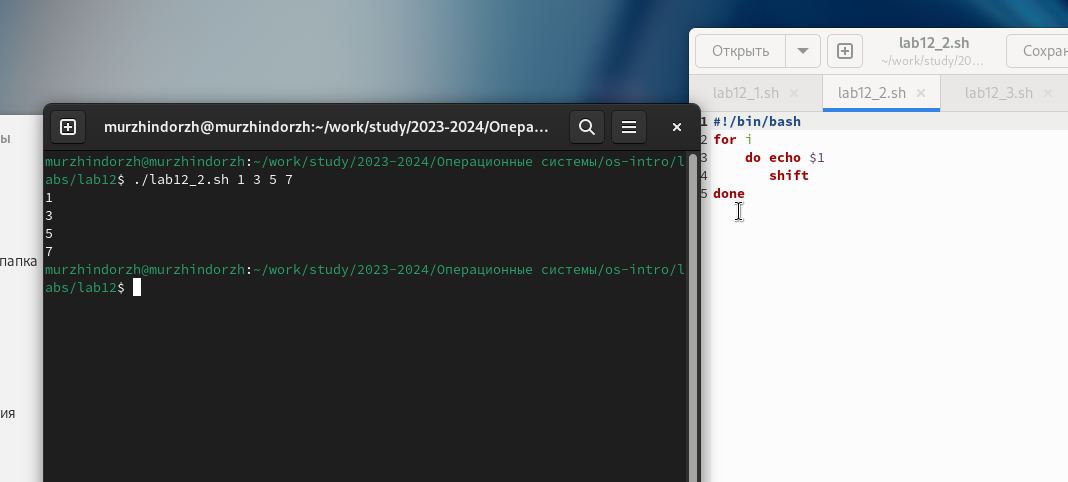 ы
папка
ия
murzhindorzh@murzhindorzh:~/work/study/2023-2024/Опера...
murzhindorzh@murzhindorzh:~/work/study/2023-2024/Операционные системы/os-intro/l
abs/lab12$ ./lab12_2.sh 1 3 5 7
1
3
5
7
murzhindorzh@murzhindorzh:~/work/study/2023-2024/Операционные системы/os-intro/l
abs/lab12$
Открыть
lab12_2.sh
~/work/study/20...
Сохран
lab12_1.sh lab12_2.sh lab12_3.sh
1 #!/bin/bash
2 for i
3 do echo $1
4 shift
5 done